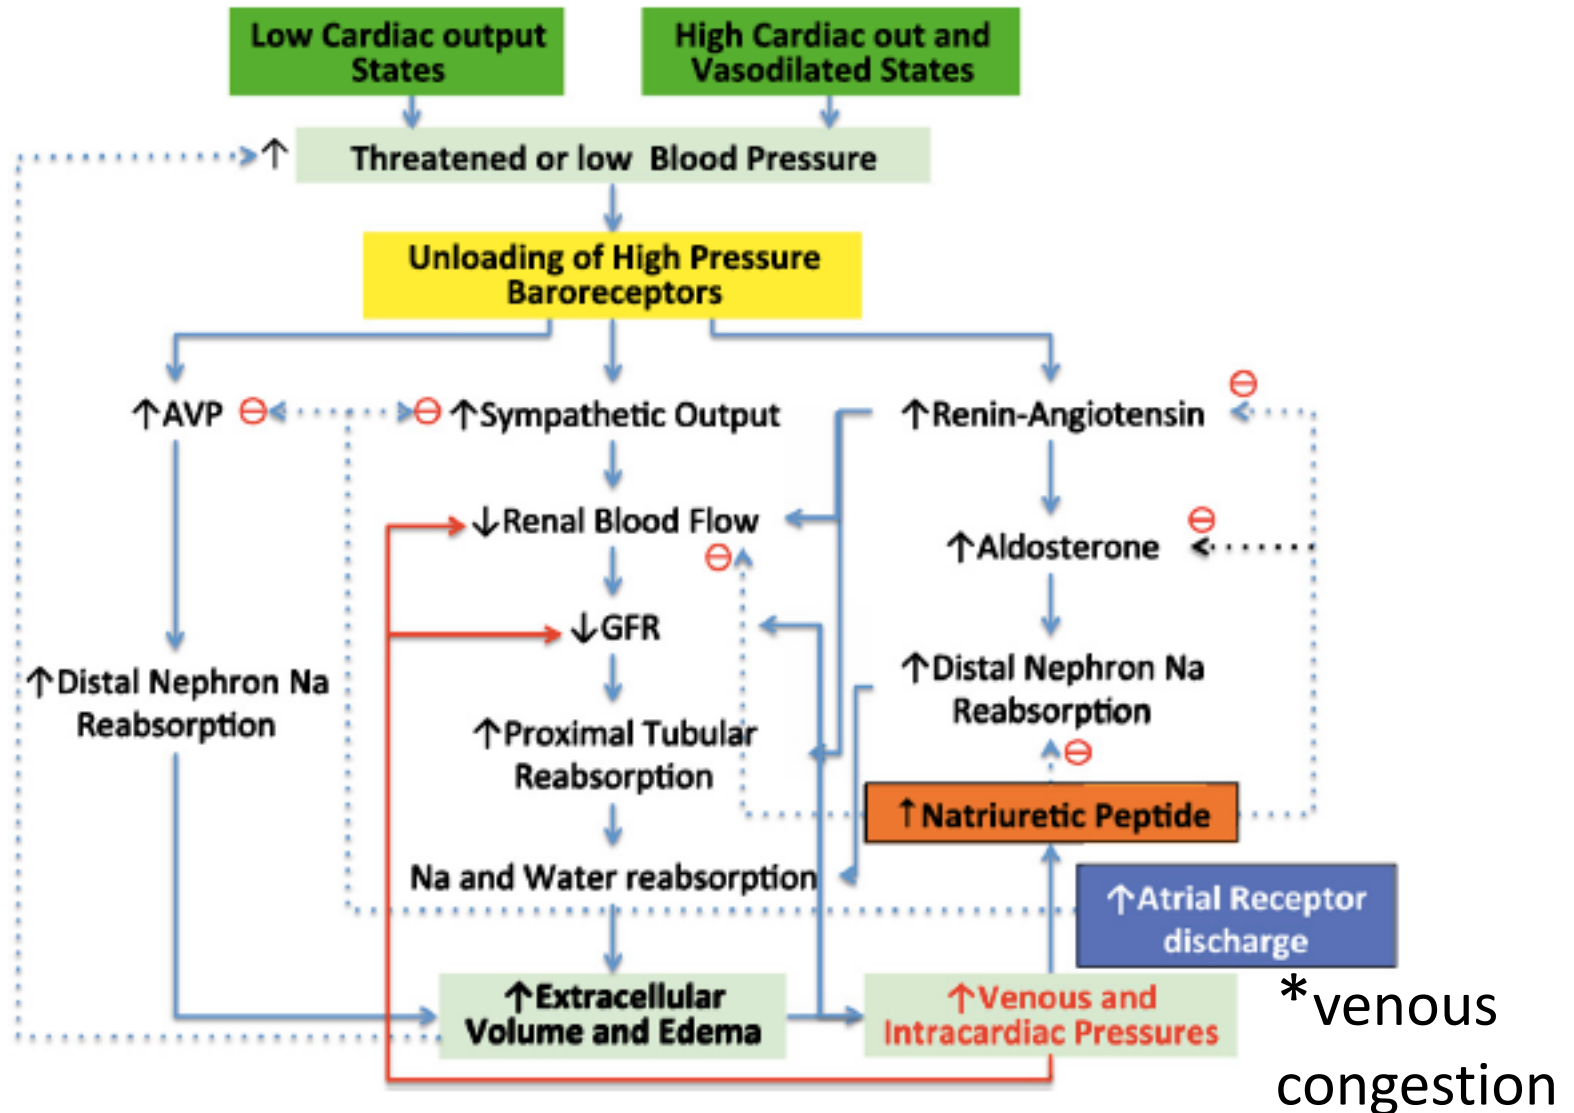 Low Cardiac output
States
High Cardiac out and
Vasodilated States
↑ Threatened or low Blood Pressure
Unloading of High Pressure
Baroreceptors
↑AVP
↑Sympathetic Output
↑Renin-Angiotensin
↓Renal Blood Flow
↑Aldosterone
↓GFR
↑Distal Nephron Na
Reabsorption
↑Distal Nephron Na
Reabsorption
↑Proximal Tubular
Reabsorption
↑Natriuretic Peptide
Na and Water reabsorption
↑Atrial Receptor
discharge
↑Extracellular
Volume and Edema
↑Venous and
Intracardiac Pressures
*venous
congestion